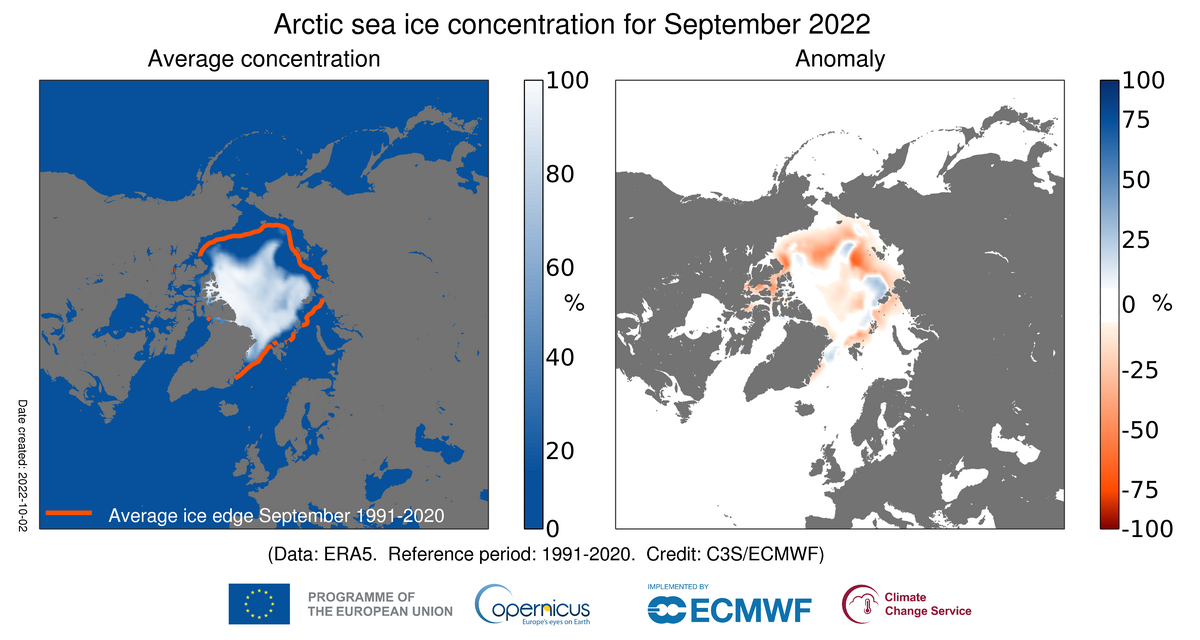 Arctic sea ice concentration for September 2022
Average concentration
Anomaly
100
80
60
%
40
20
0
100
75
50
25
0 %
-25
-50
-75
-100
Date created: 2022-10-02
Average ice edge September 1991-2020
(Data: ERA5. Reference period: 1991-2020. Credit: C3S/ECMWF)
PROGRAMME OF
THE EUROPEAN UNION
Copernicus
Europe's eyes on Earth
IMPLEMENTED BY
ECMWF
Climate
Change Service